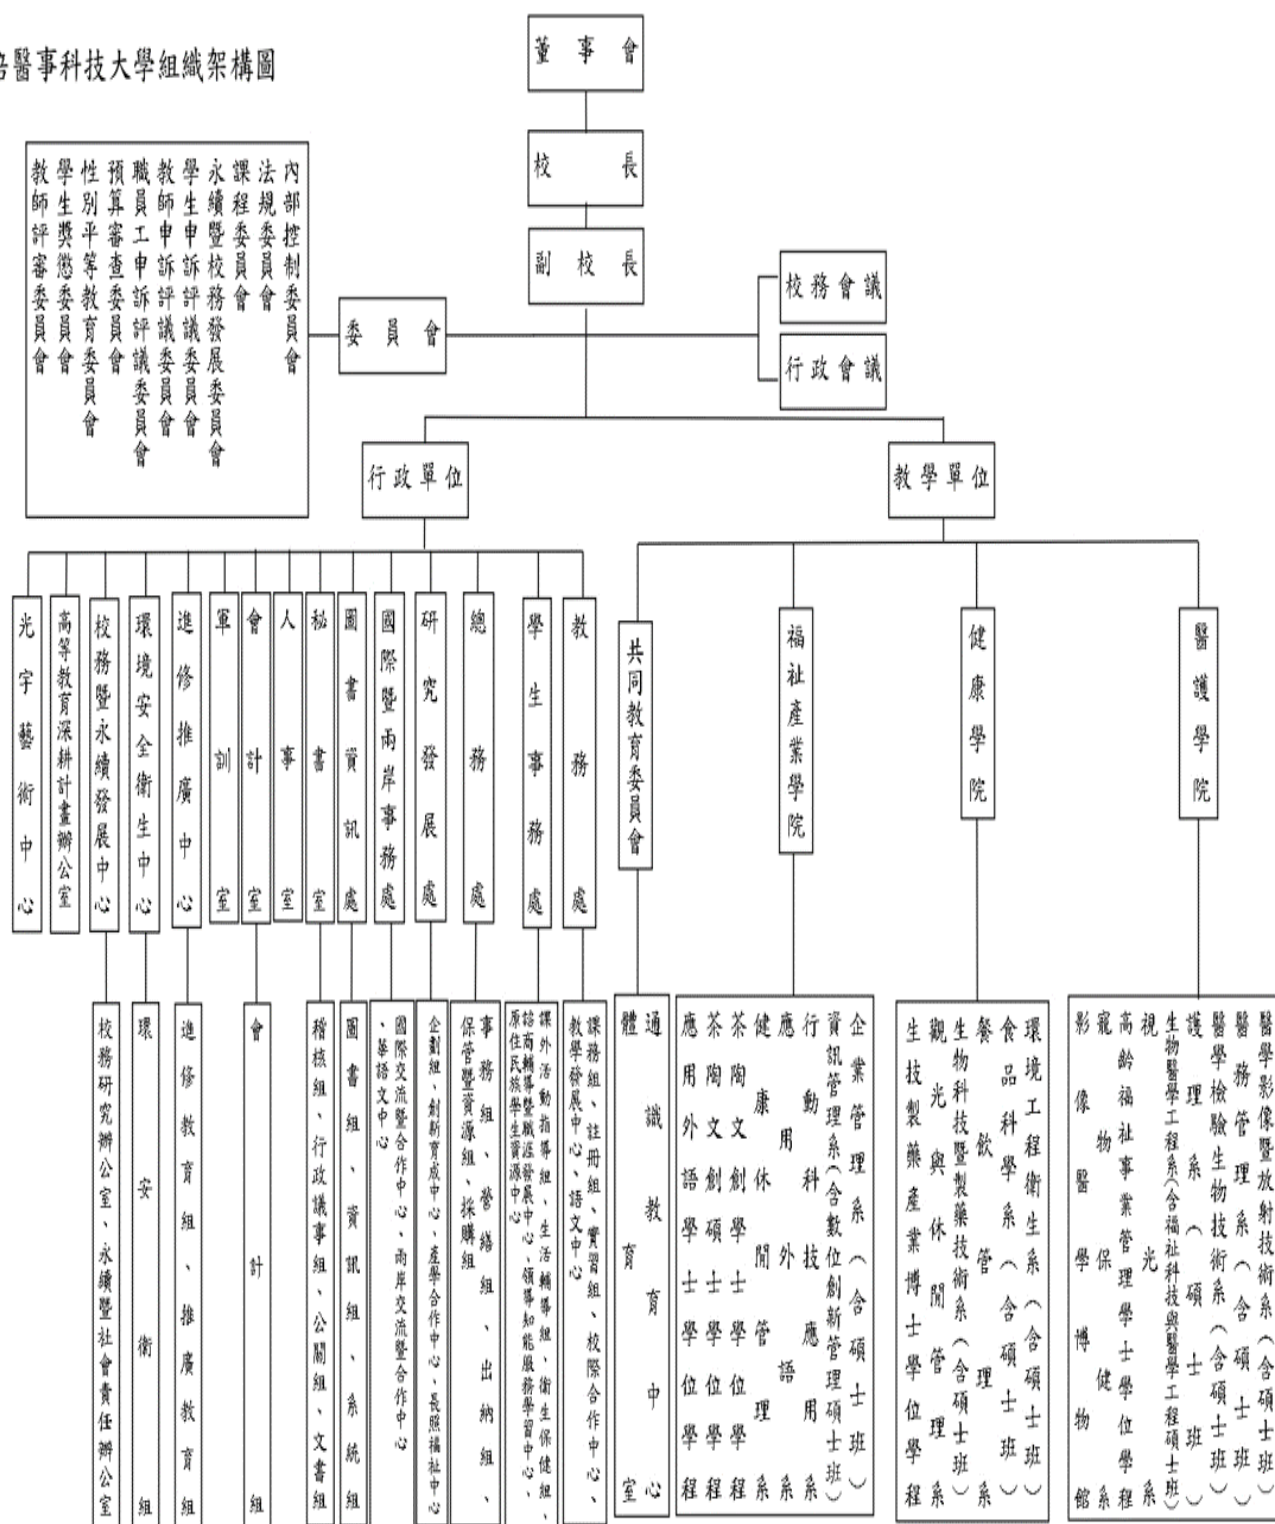 醫事科技大學組織架構圖
董事會
校長
副校長
校務會議
行政會議
委員會
內部控制委員會
法規委員會
課程委員會
永續暨校務發展委員會
學生申訴評議委員會
教師申訴評議委員會
職員工申訴評議委員會
預算審查委員會
性別平等教育委員會
學生獎懲委員會
教師評審委員會
行政單位
教學單位
教務處
學生事務處
總務處
研究發展處
國際暨兩岸事務處
圖書資訊處
秘書室
人事室
會計室
軍訓室
進修推廣中心
環境安全衛生中心
校務暨永續發展中心
高等教育深耕計畫辦公室
光宇藝術中心
課務組、註冊組、實習組、校際合作中心、
教學發展中心、語文中心
課外活動指導組、生活輔導組、衛生保健組、
諮商輔導暨職涯發展中心、領導知能服務學習中心、
原住民族學生資源中心
事務組、營繕組、出納組、
保管暨資源組、採購組
企劃組、創新育成中心、產學合作中心、長照福祉中心
國際交流暨合作中心、兩岸交流暨合作中心
、華語文中心
圖書組、資訊組、系統組
稽核組、行政議事組、公關組、文書組
會計組
進修教育組、推廣教育組
環安衛組
校務研究辦公室、永續暨社會責任辦公室
醫護學院
健康學院
福祉產業學院
共同教育委員會
醫學影像暨放射技術系(含碩士班)
醫務管理系(含碩士班)
醫學檢驗生物技術系(含碩士班)
護理系(碩士班)
生物醫學工程系(含福祉科技與醫學工程碩士班)
視光系
高齡福祉事業管理學士學位學程
寵物保健系
影像醫學博物館
環境工程衛生系(含碩士班)
食品科學系(含碩士班)
餐飲管理系
生物科技暨製藥技術系(含碩士班)
觀光與休閒管理系
生技製藥產業博士學位學程
企業管理系(含碩士班)
資訊管理系(含數位創新管理碩士班)
行動科技應用系
應用外語系
健康休閒管理系
茶陶文創學士學位學程
茶陶文創碩士學位學程
應用外語學士學位學程
通識教育中心
體育室